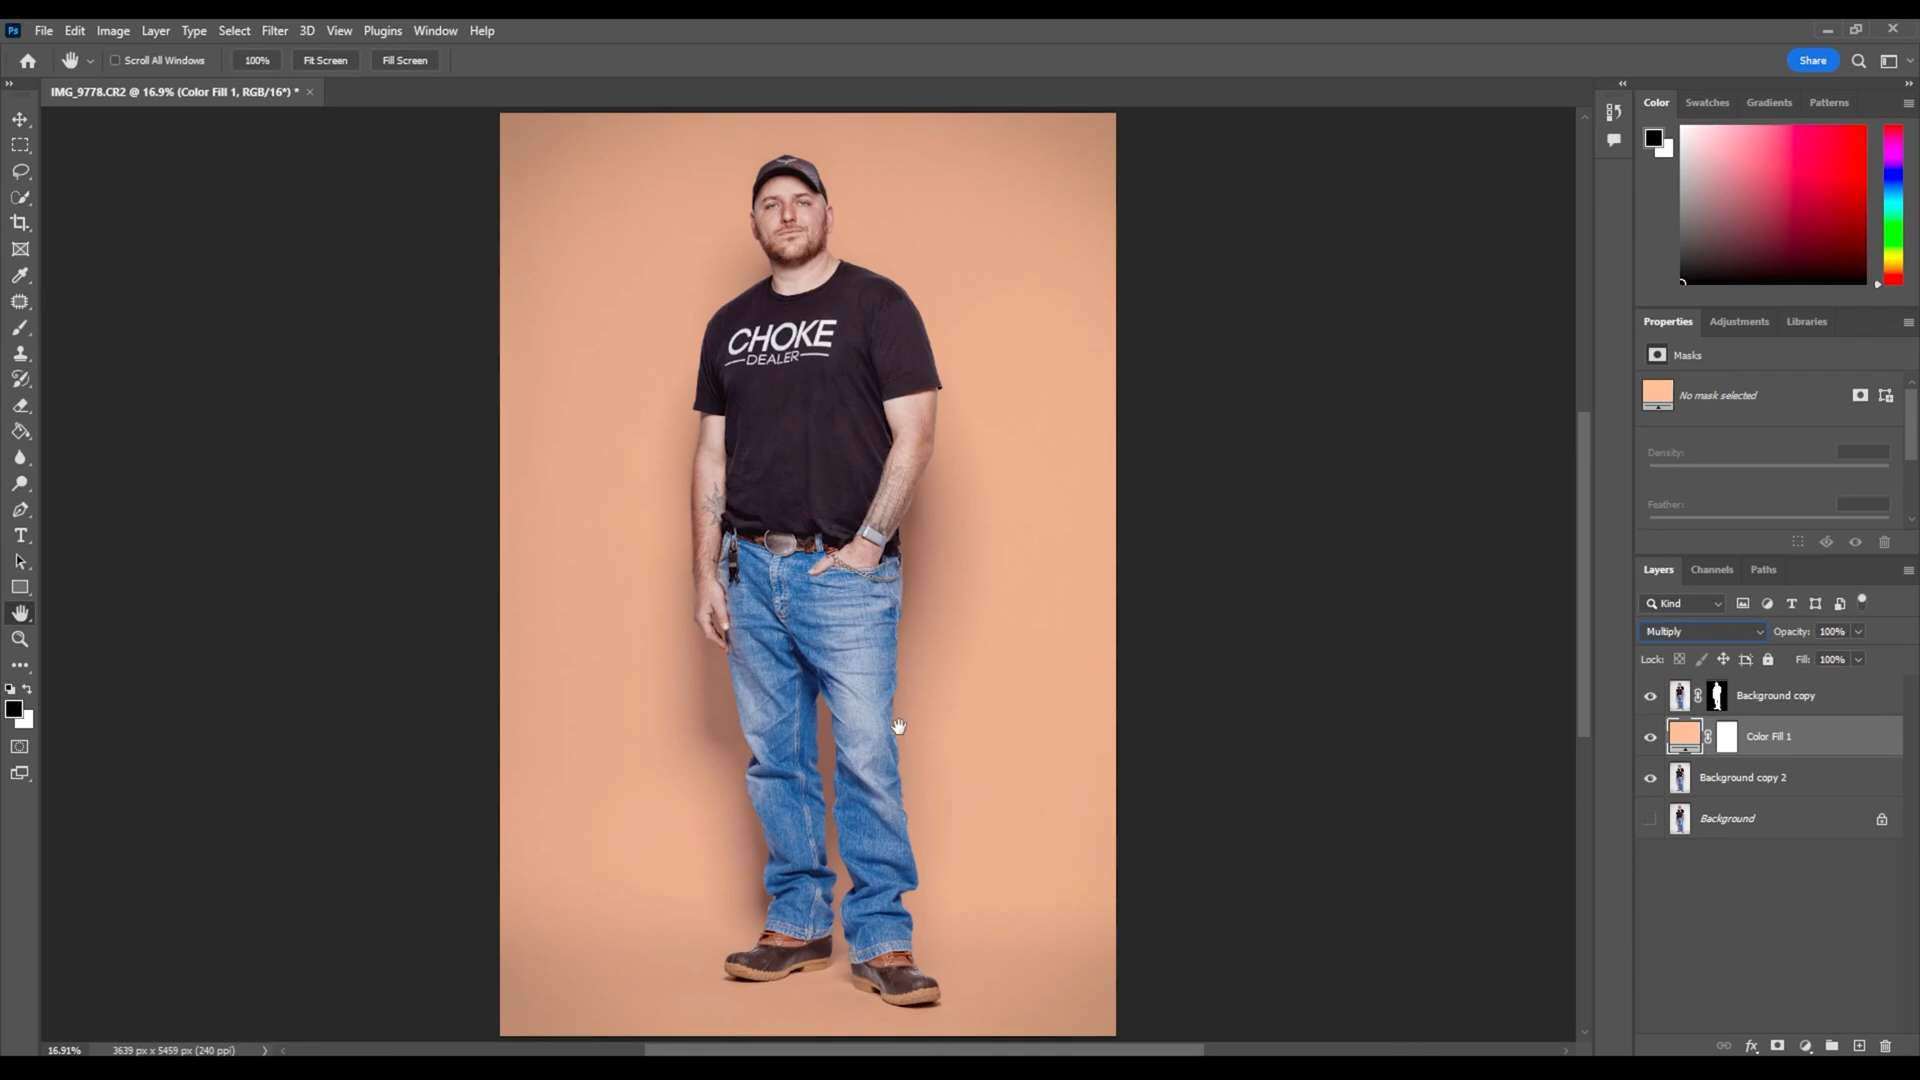 Ps File Edit Image Layer Type Select Filter 3D View Plugins Window Help
Scroll All Windows 100% Fit Screen Fill Screen Share
IMG_9778.CR2 @ 16.9% (Color Fill 1, RGB/16*) *
Color Swatches Gradients Patterns
CHOKE
DEALER
Properties Adjustments Libraries
Masks
No mask selected
Density:
Feather:
Layers Channels Paths
Kind
Multiply Opacity: 100%
Lock: Fill: 100%
Background copy
Color Fill 1
Background copy 2
Background
16.91% 3639 px x 5459 px (240 ppi)